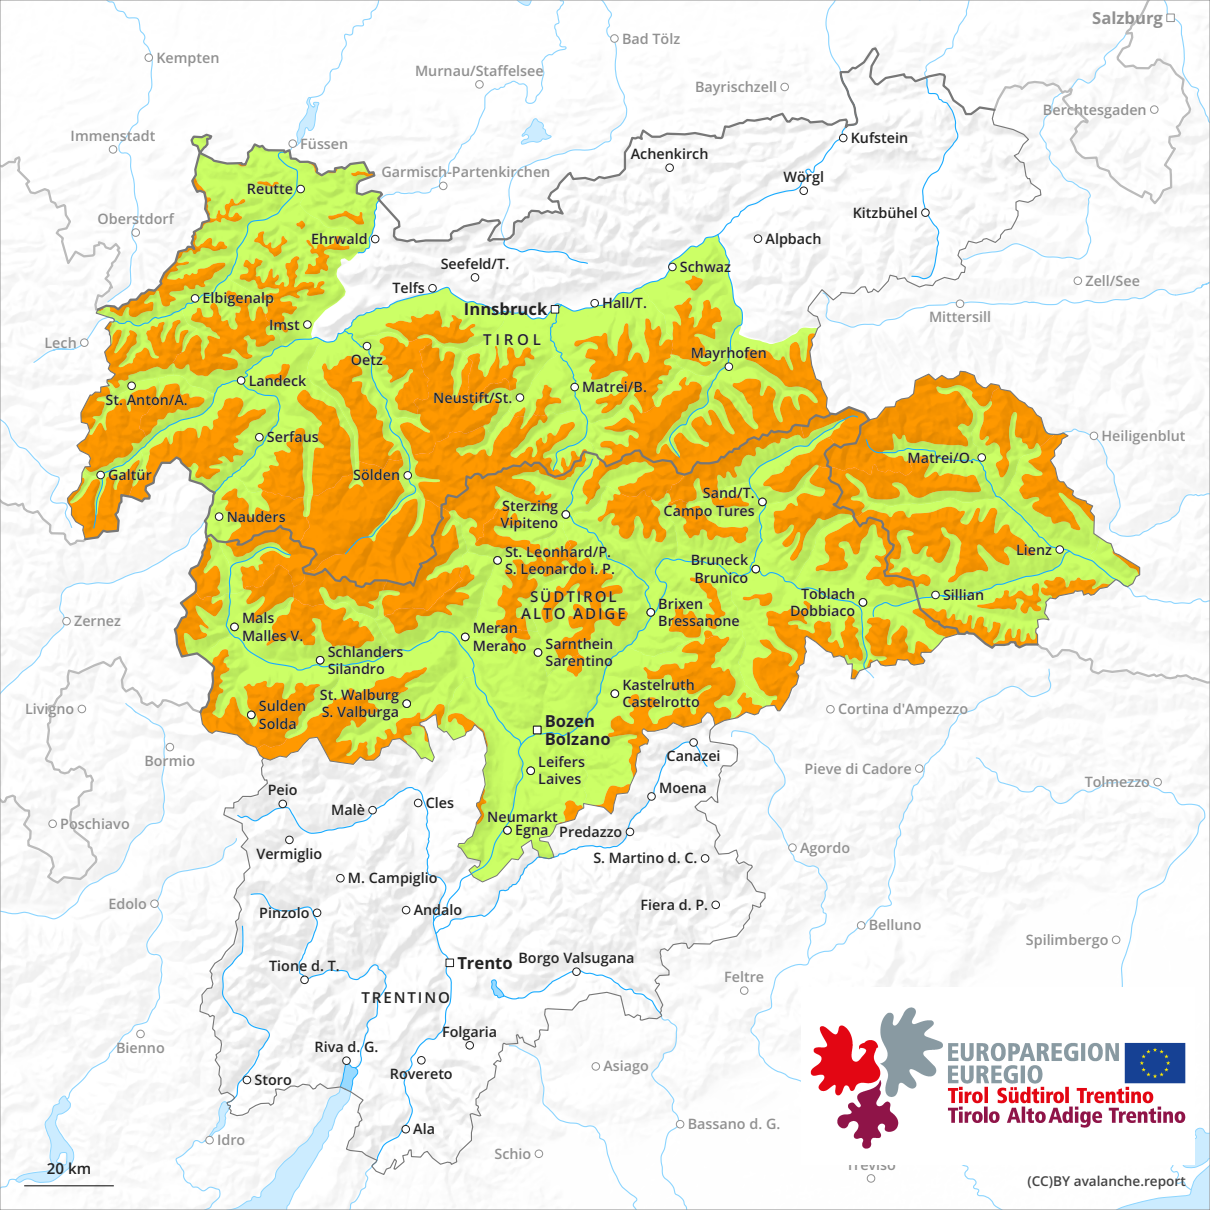 Salzburg
Bad Tölz
Kempten
Murnau/Staffelsee
Bayrischzell
Berchtesgaden
Immenstadt
Füssen
Kufstein
Achenkirch
Garmisch-Partenkirchen
Wörgl
Reutte
Oberstdorf
Kitzbühel
Ehrwald
Alpbach
Seefeld/T.
Schwaz
Zell/See
Telfs
Elbigenalp
Innsbruck
Hall/T.
Mittersill
Imst
TIROL
Lech
Oetz
Mayrhofen
Landeck
Matrei/B.
St. Anton/A.
Neustift/St.
Serfaus
Heiligenblut
Matrei/O.
Galtür
Sölden
Sand/T.
Campo Tures
Sterzing
Vipiteno
Nauders
St. Leonhard/P.
S. Leonardo i. P.
Lienz
Bruneck
Brunico
SÜDTIROL
ALTO ADIGE
Toblach
Dobbiaco
Sillian
Brixen
Bressanone
Zernez
Mals
Malles V.
Meran
Merano
Sarnthein
Sarentino
Schlanders
Silandro
Kastelruth
Castelrotto
St. Walburg
S. Valburga
Sulden
Solda
Livigno
Cortina d'Ampezzo
Bozen
Bolzano
Bormio
Canazei
Leifers
Laives
Pieve di Cadore
Tolmezzo
Peio
Moena
Malè
Cles
Neumarkt
Egna
Predazzo
Poschiavo
Vermiglio
Agordo
S. Martino d. C.
M. Campiglio
Edolo
Pinzolo
Andalo
Fiera d. P.
Belluno
Spilimbergo
Trento
Borgo Valsugana
Tione d. T.
Feltre
TRENTINO
Folgaria
Bienno
Riva d. G.
Rovereto
Asiago
Storo
EUROPAREGION
EUREGIO
Tirol Südtirol Trentino
Tirolo Alto Adige Trentino
Ala
Bassano d. G.
Idro
Schio
Treviso
20 km
(CC)BY avalanche.report